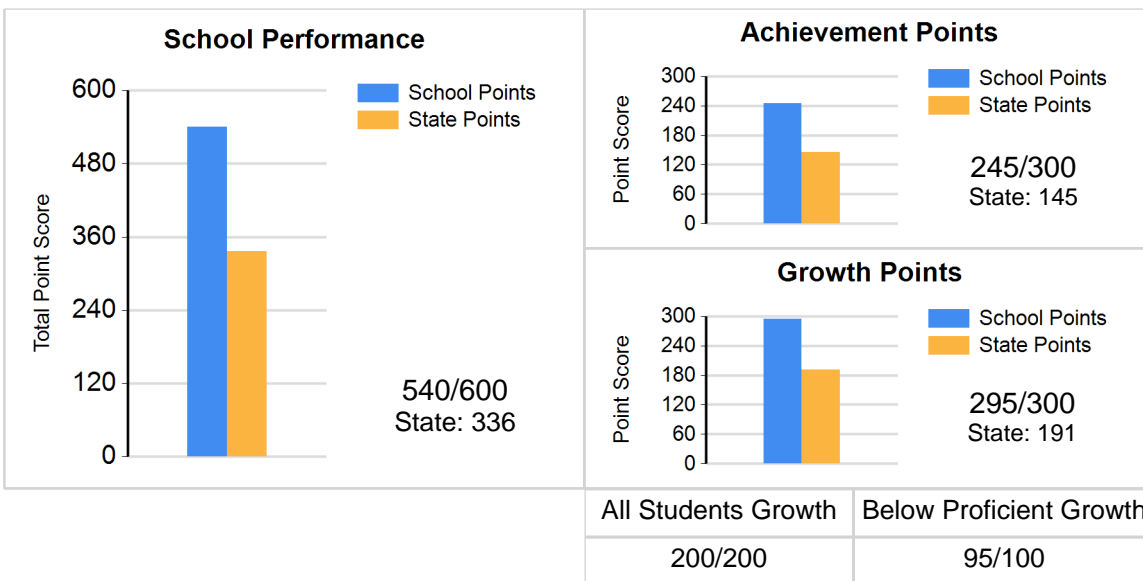 School Performance
600
480
360
240
120
0
Total Point Score
School Points
State Points
540/600
State: 336
Achievement Points
300
240
180
120
60
0
Point Score
School Points
State Points
245/300
State: 145
Growth Points
300
240
180
120
60
0
Point Score
School Points
State Points
295/300
State: 191
All Students Growth
Below Proficient Growth
200/200
95/100